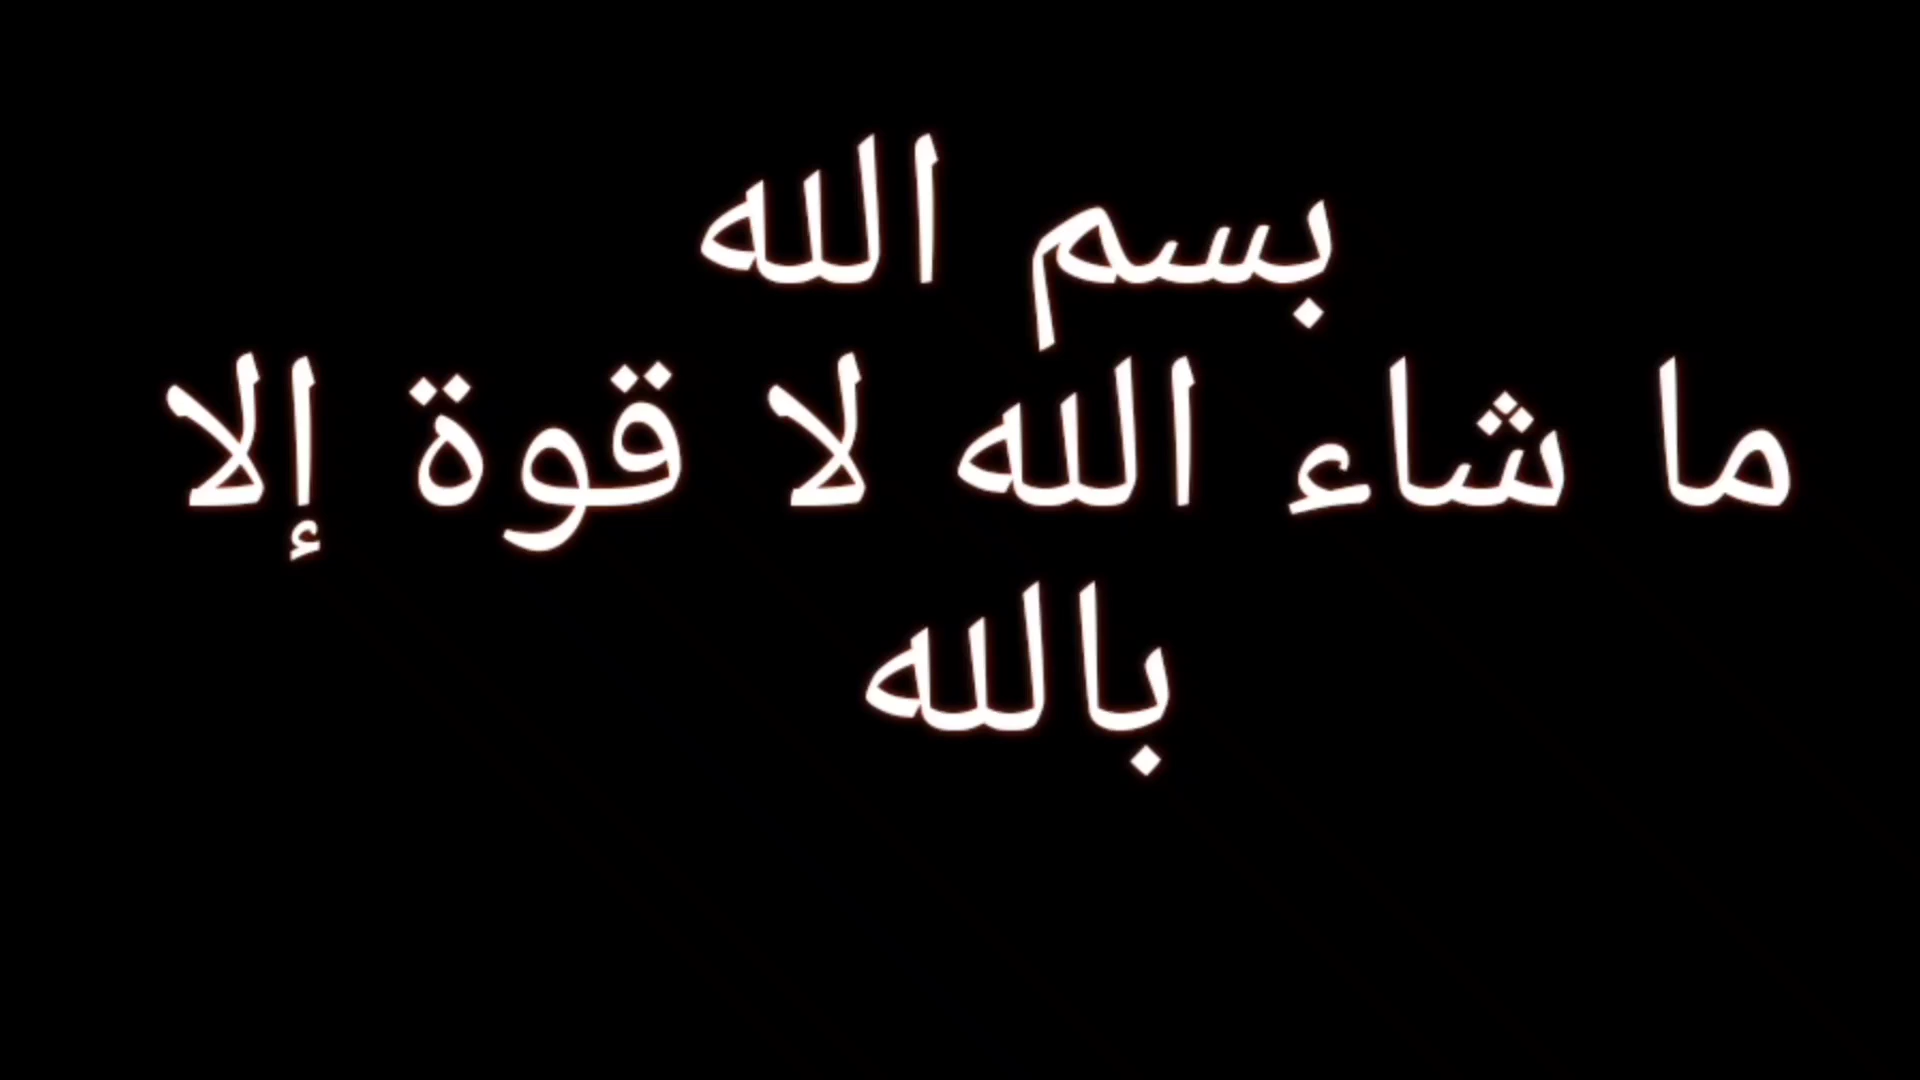 بسم الله
ما شاء الله لا قوة إلا
بالله